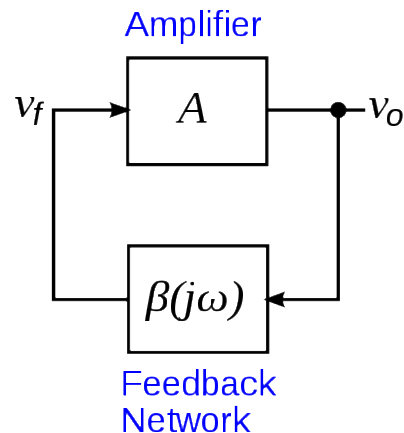 Amplifier
v_f
A
v_o
β(jω)
Feedback
Network